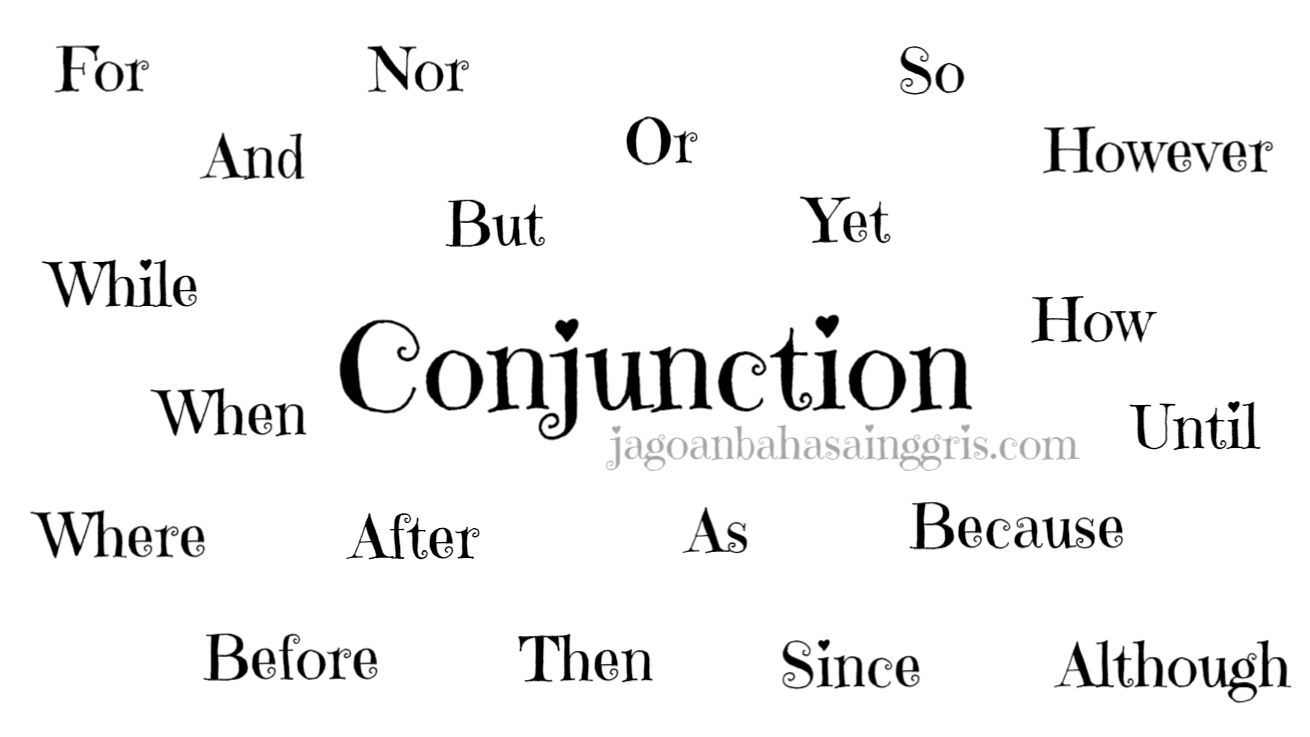 For
Nor
So
And
Or
However
But
Yet
While
How
Conjunction
When
Until
jagoanbahasainggris.com
Where
After
As
Because
Before
Then
Since
Although